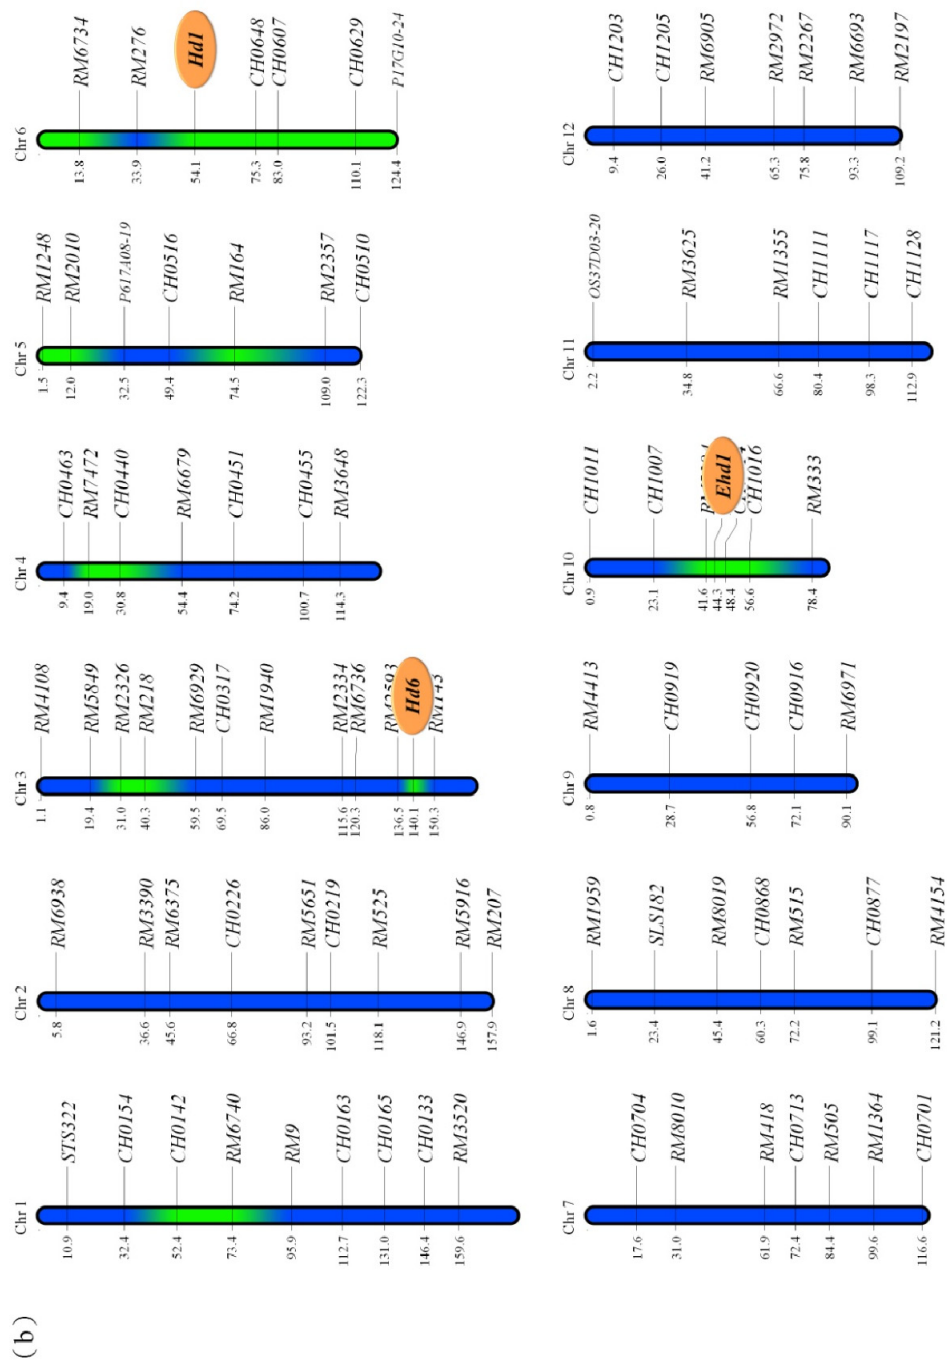 (b)
Chr 1
10.9 STS322
32.4 CH0154
52.4 CH0142
73.4 RM6740
95.9 RM9
112.7 CH0163
131.0 CH0165
146.4 CH0133
159.6 RM3520
Chr 2
5.8 RM6938
36.6 RM3390
45.6 RM6375
66.8 CH0226
93.2 RM5651
101.5 CH0219
118.1 RM525
146.9 RM5916
157.9 RM207
Chr 3
1.1 RM4108
19.4 RM5849
31.0 RM2326
40.3 RM218
59.5 RM6929
69.5 CH0317
86.0 RM1940
115.6 RM2334
120.3 RM6736
136.5 RM2593
140.1 Hd6
150.3 RM143
Chr 4
9.4 CH0463
19.0 RM7472
30.8 CH0440
54.4 RM6679
74.2 CH0451
100.7 CH0455
114.3 RM3648
Chr 5
1.5 RM1248
12.0 RM2010
32.5 P617A08-19
49.4 CH0516
74.5 RM164
109.0 RM2357
122.3 CH0510
Chr 6
13.8 RM6734
33.9 RM276
54.1 Hd1
75.3 CH0648
83.0 CH0607
110.1 CH0629
124.4 P17G10-24
Chr 7
17.6 CH0704
31.0 RM8010
61.9 RM418
72.4 CH0713
84.4 RM505
99.6 RM1364
116.6 CH0701
Chr 8
1.6 RM1959
23.4 SLS182
45.4 RM8019
60.3 CH0868
72.2 RM515
99.1 CH0877
121.2 RM4154
Chr 9
0.8 RM4413
28.7 CH0919
56.8 CH0920
72.1 CH0916
90.1 RM6971
Chr 10
0.9 CH1011
23.1 CH1007
41.6
44.3 Ehd1
48.4
56.6 CH1016
78.4 RM333
Chr 11
2.2 OS37D03-20
34.8 RM3625
66.6 RM1355
80.4 CH1111
98.3 CH1117
112.9 CH1128
Chr 12
9.4 CH1203
26.0 CH1205
41.2 RM6905
65.3 RM2972
75.8 RM2267
93.3 RM6693
109.2 RM2197